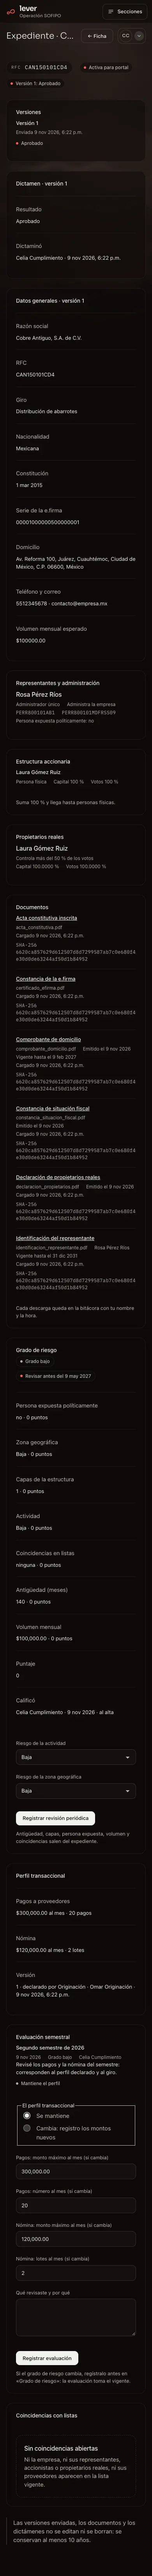 lever
Operación SOFIPO
Secciones
Expediente · C...
← Ficha
CC
RFC CAN150101CD4
Activa para portal
Versión 1: Aprobado
Versiones
Versión 1
Enviada 9 nov 2026, 6:22 p.m.
Aprobado
Dictamen · versión 1
Resultado
Aprobado
Dictaminó
Celia Cumplimiento · 9 nov 2026, 6:22 p.m.
Datos generales · versión 1
Razón social
Cobre Antiguo, S.A. de C.V.
RFC
CAN150101CD4
Giro
Distribución de abarrotes
Nacionalidad
Mexicana
Constitución
1 mar 2015
Serie de la e.firma
00001000000500000001
Domicilio
Av. Reforma 100, Juárez, Cuauhtémoc, Ciudad de
México, C.P. 06600, México
Teléfono y correo
5512345678 · contacto@empresa.mx
Volumen mensual esperado
$100000.00
Representantes y administración
Rosa Pérez Ríos
Administrador único Administra la empresa
PERR800101AB1 PERR800101MDFRSS09
Persona expuesta políticamente: no
Estructura accionaria
Laura Gómez Ruiz
Persona física Capital 100 % Votos 100 %
Suma 100 % y llega hasta personas físicas.
Propietarios reales
Laura Gómez Ruiz
Controla más del 50 % de los votos
Capital 100.0000 % Votos 100.0000 %
Documentos
Acta constitutiva inscrita
acta_constitutiva.pdf
Cargado 9 nov 2026, 6:22 p.m.
SHA-256
Constancia de la e.firma
certificado_efirma.pdf
Cargado 9 nov 2026, 6:22 p.m.
SHA-256
Comprobante de domicilio
comprobante_domicilio.pdf Emitido el 9 nov 2026
Vigente hasta el 9 feb 2027
Cargado 9 nov 2026, 6:22 p.m.
SHA-256
Constancia de situación fiscal
constancia_situacion_fiscal.pdf
Emitido el 9 nov 2026
Cargado 9 nov 2026, 6:22 p.m.
SHA-256
Declaración de propietarios reales
declaracion_propietarios.pdf Emitido el 9 nov 2026
Cargado 9 nov 2026, 6:22 p.m.
SHA-256
Identificación del representante
identificacion_representante.pdf Rosa Pérez Ríos
Vigente hasta el 31 dic 2031
Cargado 9 nov 2026, 6:22 p.m.
SHA-256
Cada descarga queda en la bitácora con tu nombre
y la hora.
Grado de riesgo
Grado bajo
Revisar antes del 9 may 2027
Persona expuesta políticamente
no · 0 puntos
Zona geográfica
Baja · 0 puntos
Capas de la estructura
1 · 0 puntos
Actividad
Baja · 0 puntos
Coincidencias en listas
ninguna · 0 puntos
Antigüedad (meses)
140 · 0 puntos
Volumen mensual
$100,000.00 · 0 puntos
Puntaje
0
Calificó
Celia Cumplimiento · 9 nov 2026 · al alta
Riesgo de la actividad
Baja
Riesgo de la zona geográfica
Baja
Registrar revisión periódica
Antigüedad, capas, persona expuesta, volumen y
coincidencias salen del expediente.
Perfil transaccional
Pagos a proveedores
$300,000.00 al mes · 20 pagos
Nómina
$120,000.00 al mes · 2 lotes
Versión
1 · declarado por Originación · Omar Originación ·
9 nov 2026, 6:22 p.m.
Evaluación semestral
Segundo semestre de 2026
9 nov 2026 Grado bajo Celia Cumplimiento
Revisé los pagos y la nómina del semestre:
corresponden al perfil declarado y al giro.
Mantiene el perfil
El perfil transaccional
Se mantiene
Cambia: registro los montos
nuevos
Pagos: monto máximo al mes (si cambia)
300,000.00
Pagos: número al mes (si cambia)
20
Nómina: monto máximo al mes (si cambia)
120,000.00
Nómina: lotes al mes (si cambia)
2
Qué revisaste y por qué
Registrar evaluación
Si el grado de riesgo cambia, regístralo antes en
«Grado de riesgo»: la evaluación toma el vigente.
Coincidencias con listas
Sin coincidencias abiertas
Ni la empresa, ni sus representantes,
accionistas o propietarios reales, ni sus
proveedores aparecen en la lista
vigente.
Las versiones enviadas, los documentos y los
dictámenes no se editan ni se borran: se
conservan al menos 10 años.